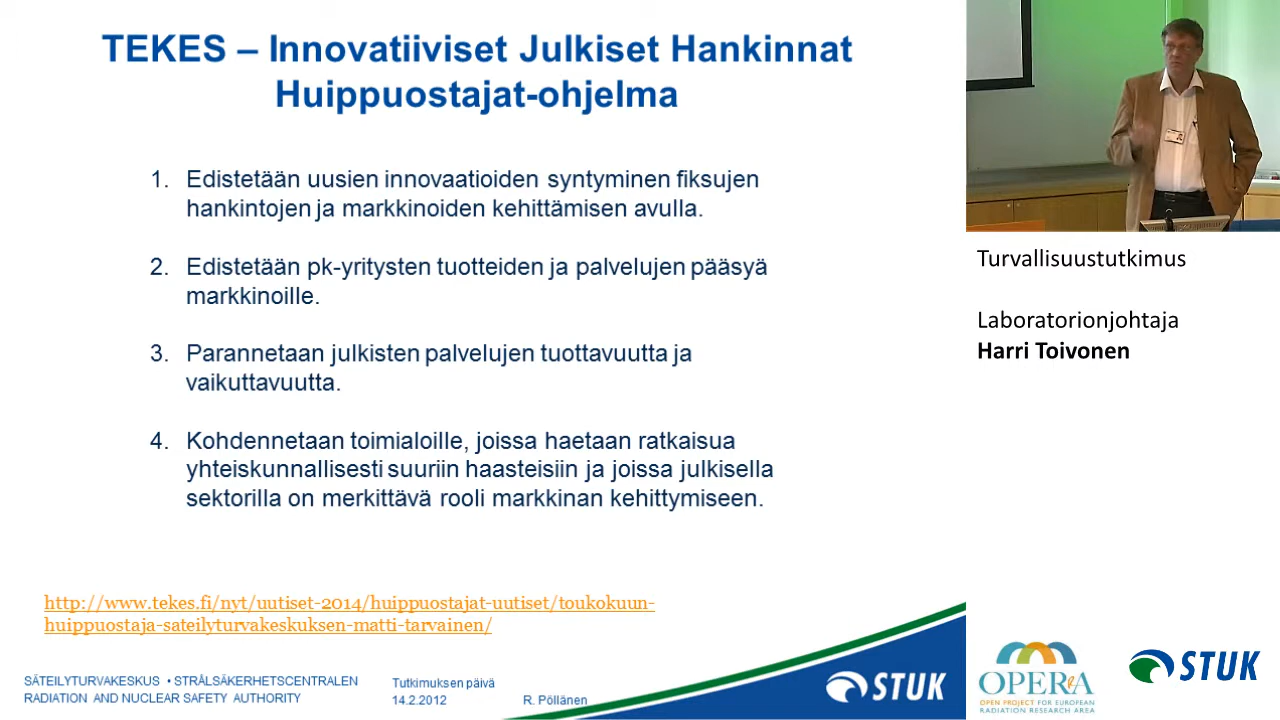 TEKES – Innovatiiviset Julkiset Hankinnat
Huippuostajat-ohjelma
1. Edistetään uusien innovaatioiden syntyminen fiksujen
hankintojen ja markkinoiden kehittämisen avulla.
2. Edistetään pk-yritysten tuotteiden ja palvelujen pääsyä
markkinoille.
3. Parannetaan julkisten palvelujen tuottavuutta ja
vaikuttavuutta.
4. Kohdennetaan toimialoille, joissa haetaan ratkaisua
yhteiskunnallisesti suuriin haasteisiin ja joissa julkisella
sektorilla on merkittävä rooli markkinan kehittymiseen.
http://www.tekes.fi/nyt/uutiset-2014/huippuostajat-uutiset/toukokuun-
huippuostaja-sateilyturvakeskuksen-matti-tarvainen/
SÄTEILYTURVAKESKUS • STRÅLSÄKERHETSCENTRALEN
RADIATION AND NUCLEAR SAFETY AUTHORITY
Tutkimuksen päivä
14.2.2012
R. Pöllänen
STUK
Turvallisuustutkimus
Laboratorionjohtaja
Harri Toivonen
OPERRA
OPEN PROJECT FOR EUROPEAN
RADIATION RESEARCH AREA
STUK